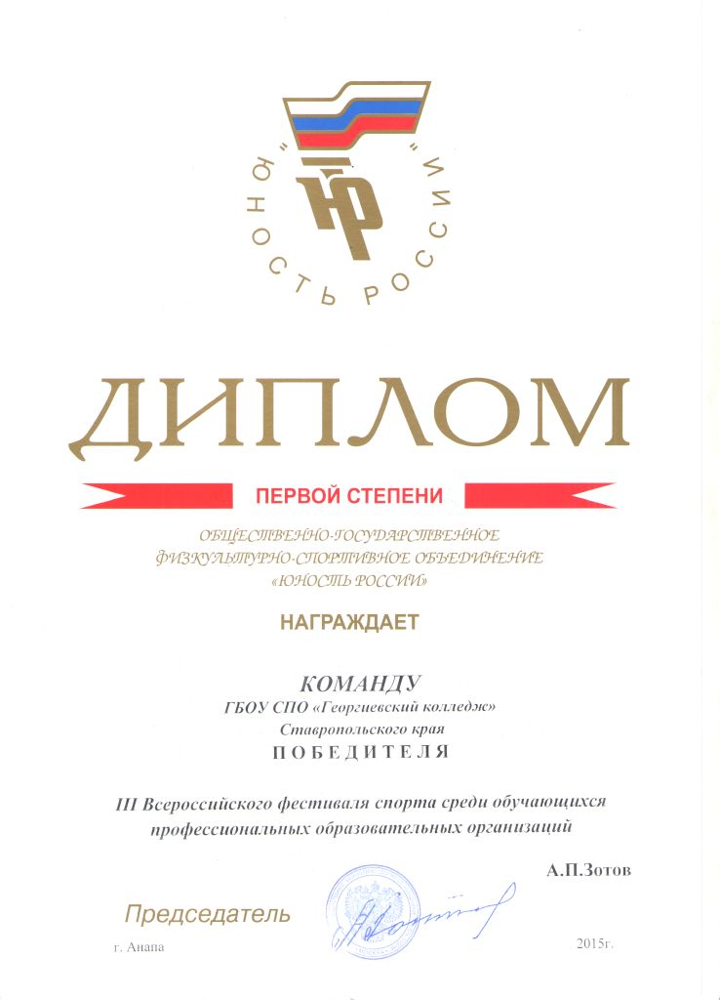 "ЮНОСТЬ РОССИИ"
ЮР
ДИПЛОМ
ПЕРВОЙ СТЕПЕНИ
ОБЩЕСТВЕННО-ГОСУДАРСТВЕННОЕ
ФИЗКУЛЬТУРНО-СПОРТИВНОЕ ОБЪЕДИНЕНИЕ
«ЮНОСТЬ РОССИИ»
НАГРАЖДАЕТ
КОМАНДУ
ГБОУ СПО «Георгиевский колледж»
Ставропольского края
ПОБЕДИТЕЛЯ
III Всероссийского фестиваля спорта среди обучающихся
профессиональных образовательных организаций
А.П.Зотов
Председатель
г. Анапа
2015г.